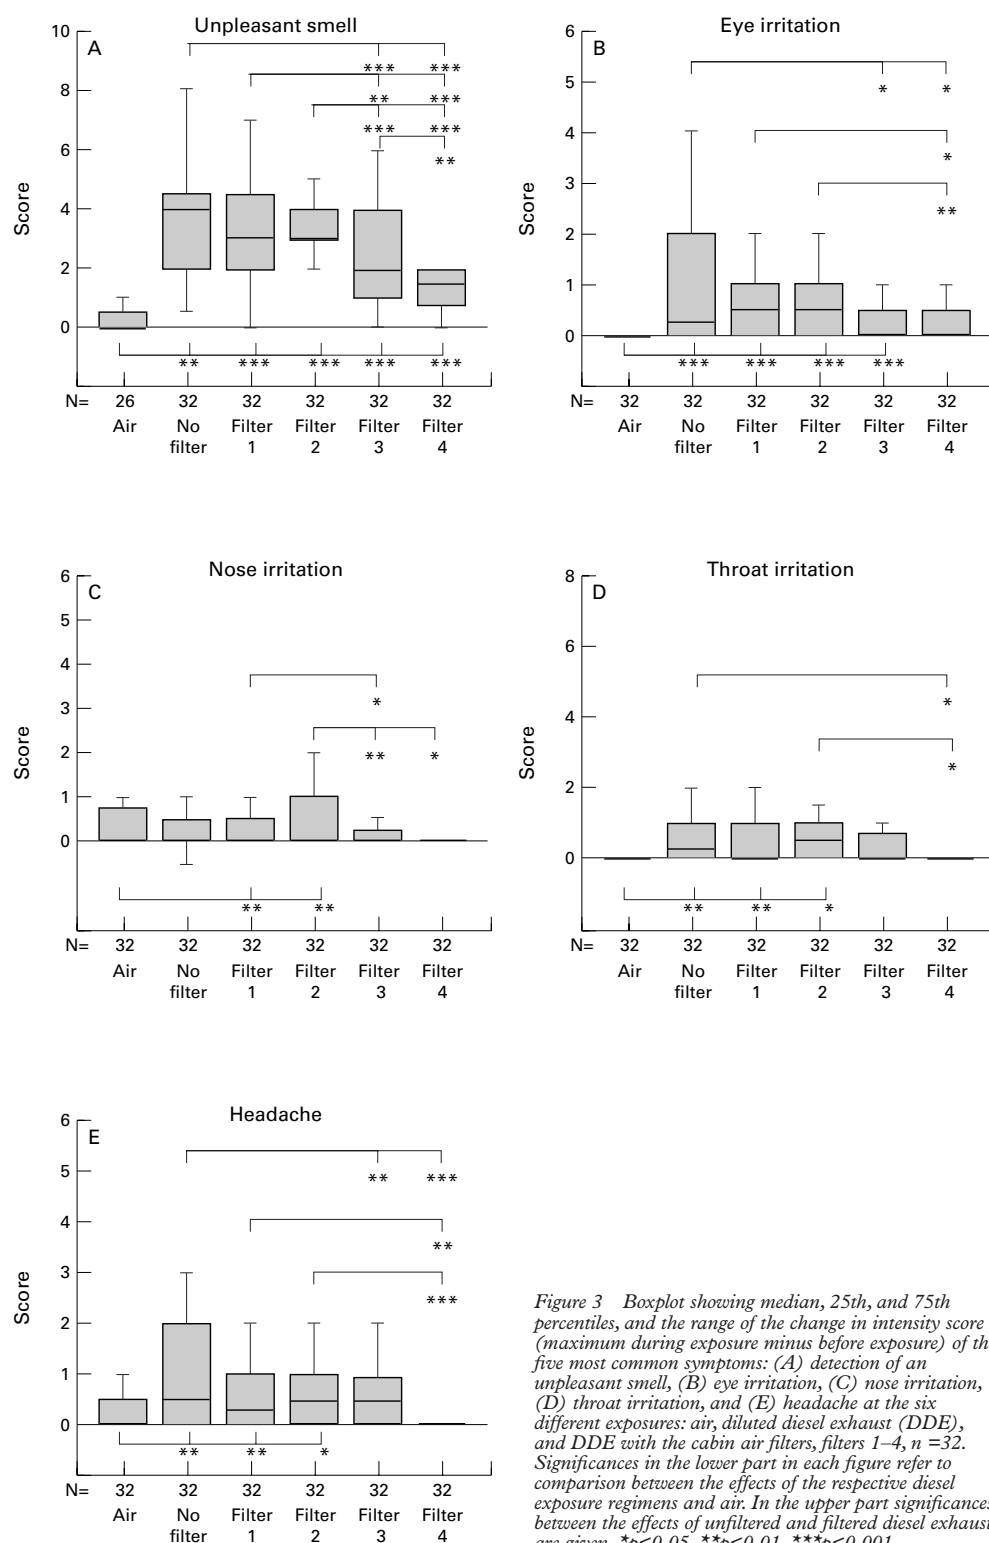 Unpleasant smell
A
10
8
6
4
2
0
Score
*** ***
** ***
*** ***
**
** *** *** *** ***
N= 26 32 32 32 32 32
Air No Filter Filter Filter Filter
filter 1 2 3 4
Eye irritation
B
6
5
4
3
2
1
0
Score
* *
*
**
*** *** *** ***
N= 32 32 32 32 32 32
Air No Filter Filter Filter Filter
filter 1 2 3 4
Nose irritation
C
6
5
4
3
2
1
0
Score
*
** *
** **
N= 32 32 32 32 32 32
Air No Filter Filter Filter Filter
filter 1 2 3 4
Throat irritation
D
8
6
4
2
0
Score
*
*
** ** *
N= 32 32 32 32 32 32
Air No Filter Filter Filter Filter
filter 1 2 3 4
Headache
E
6
5
4
3
2
1
0
Score
** ***
**
***
** ** *
N= 32 32 32 32 32 32
Air No Filter Filter Filter Filter
filter 1 2 3 4
Figure 3 Boxplot showing median, 25th, and 75th
percentiles, and the range of the change in intensity score
(maximum during exposure minus before exposure) of th
five most common symptoms: (A) detection of an
unpleasant smell, (B) eye irritation, (C) nose irritation,
(D) throat irritation, and (E) headache at the six
different exposures: air, diluted diesel exhaust (DDE),
and DDE with the cabin air filters, filters 1–4, n =32.
Significances in the lower part in each figure refer to
comparison between the effects of the respective diesel
exposure regimens and air. In the upper part significances
between the effects of unfiltered and filtered diesel exhaust
are given. *p<0.05, **p<0.01, ***p<0.001.